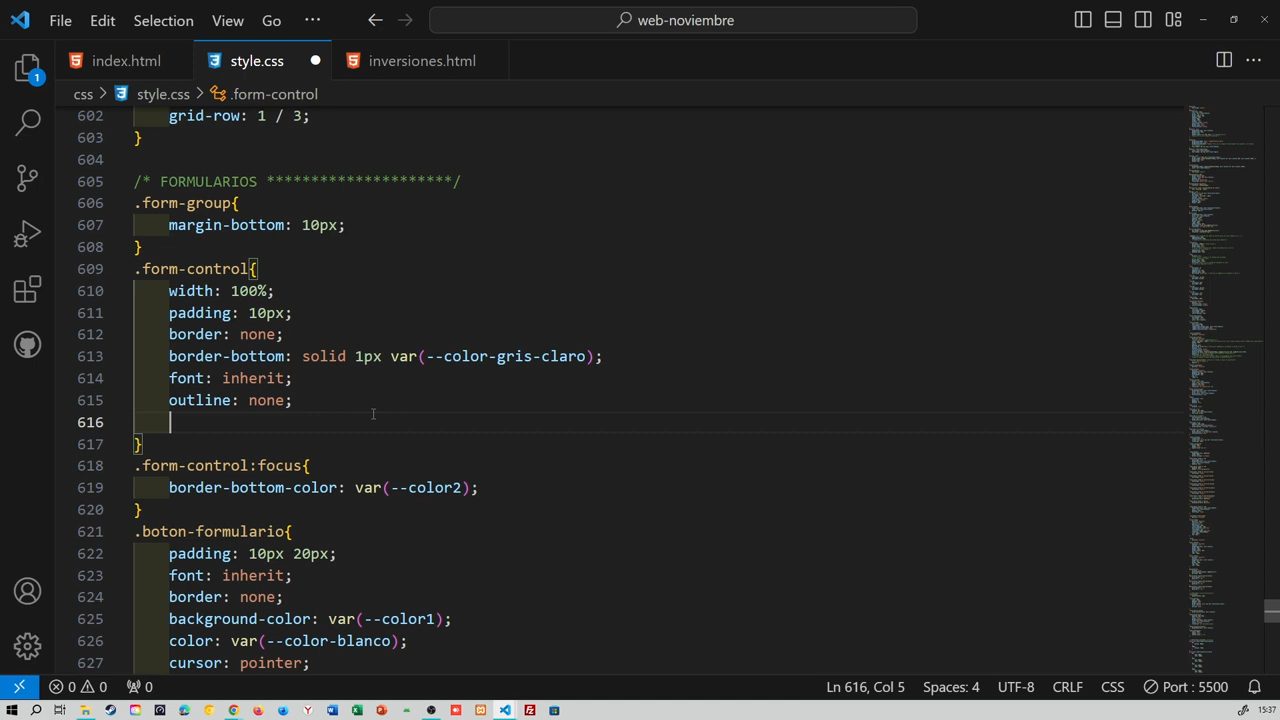 File Edit Selection View Go ··· web-noviembre
index.html style.css inversiones.html
css > style.css > .form-control
602 grid-row: 1 / 3;
603 }
604
605 /* FORMULARIOS *********************/
606 .form-group{
607 margin-bottom: 10px;
608 }
609 .form-control{
610 width: 100%;
611 padding: 10px;
612 border: none;
613 border-bottom: solid 1px var(--color-gris-claro);
614 font: inherit;
615 outline: none;
616
617 }
618 .form-control:focus{
619 border-bottom-color: var(--color2);
620 }
621 .boton-formulario{
622 padding: 10px 20px;
623 font: inherit;
624 border: none;
625 background-color: var(--color1);
626 color: var(--color-blanco);
627 cursor: pointer;
1
0 0 0 Ln 616, Col 5 Spaces: 4 UTF-8 CRLF CSS Port : 5500
15:37